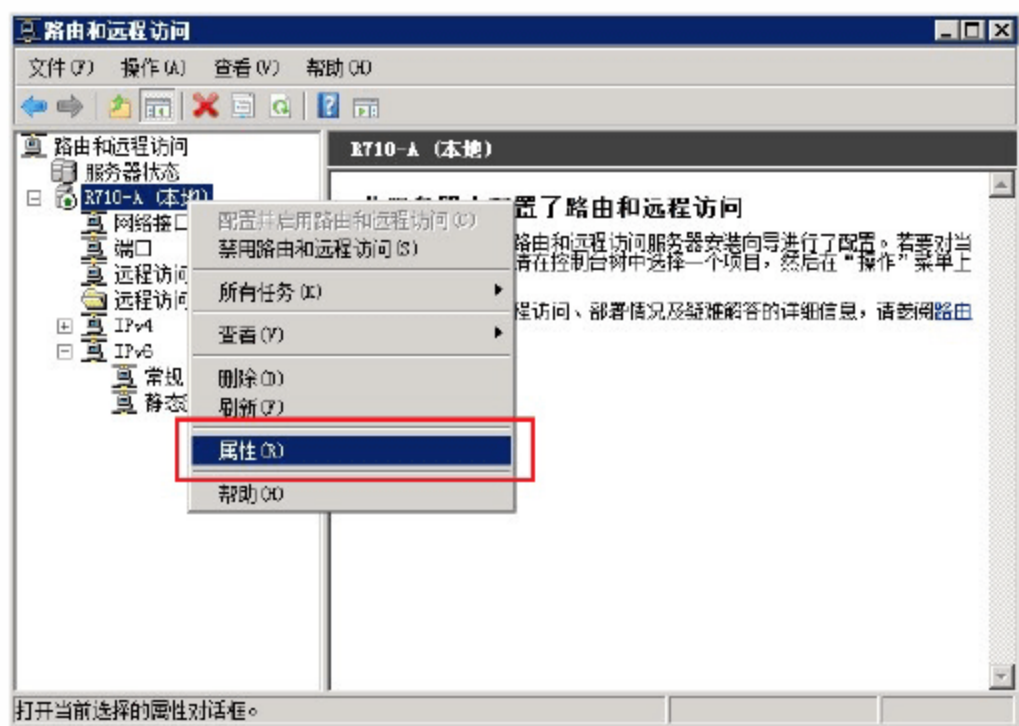 路由和远程访问
文件(F) 操作(A) 查看(V) 帮助(H)
路由和远程访问
服务器状态
R710-A (本地)
网络接口
端口
远程访问
远程访问
IPv4
IPv6
常规
静态
R710-A (本地)
置了路由和远程访问
路由和远程访问服务器安装向导进行了配置。若要对当
请在控制台树中选择一个项目，然后在“操作”菜单上
程访问、部署情况及疑难解答的详细信息，请参阅路由
配置并启用路由和远程访问(C)
禁用路由和远程访问(S)
所有任务(K)
查看(V)
删除(D)
刷新(F)
属性(R)
帮助(H)
打开当前选择的属性对话框。